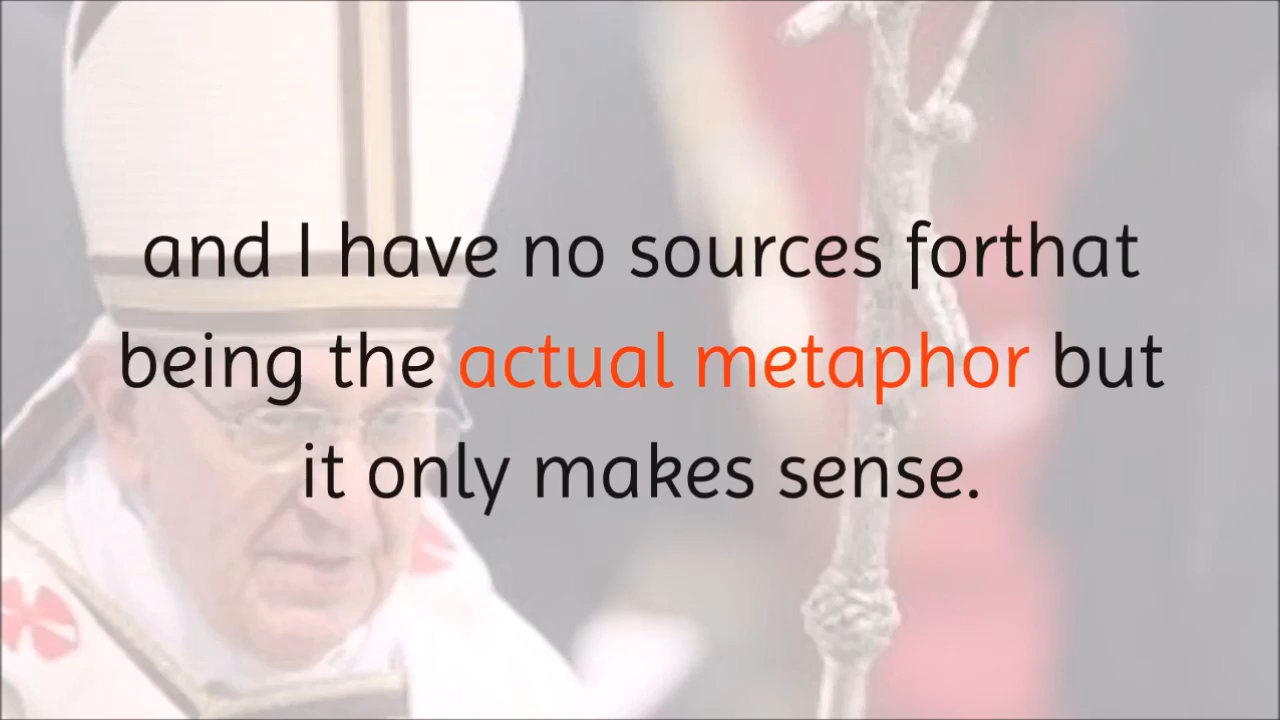 and I have no sources forthat
being the actual metaphor but
it only makes sense.